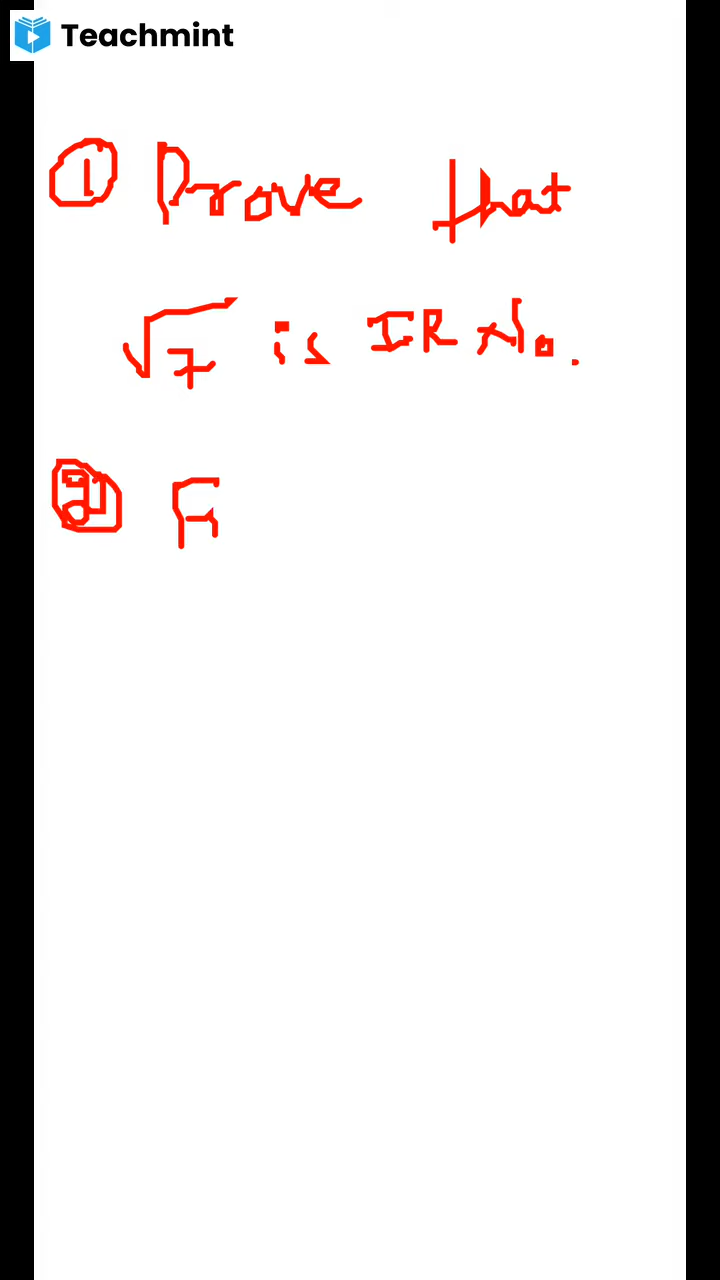 Teachmint
① Prove that
√7 is IR No.
② F